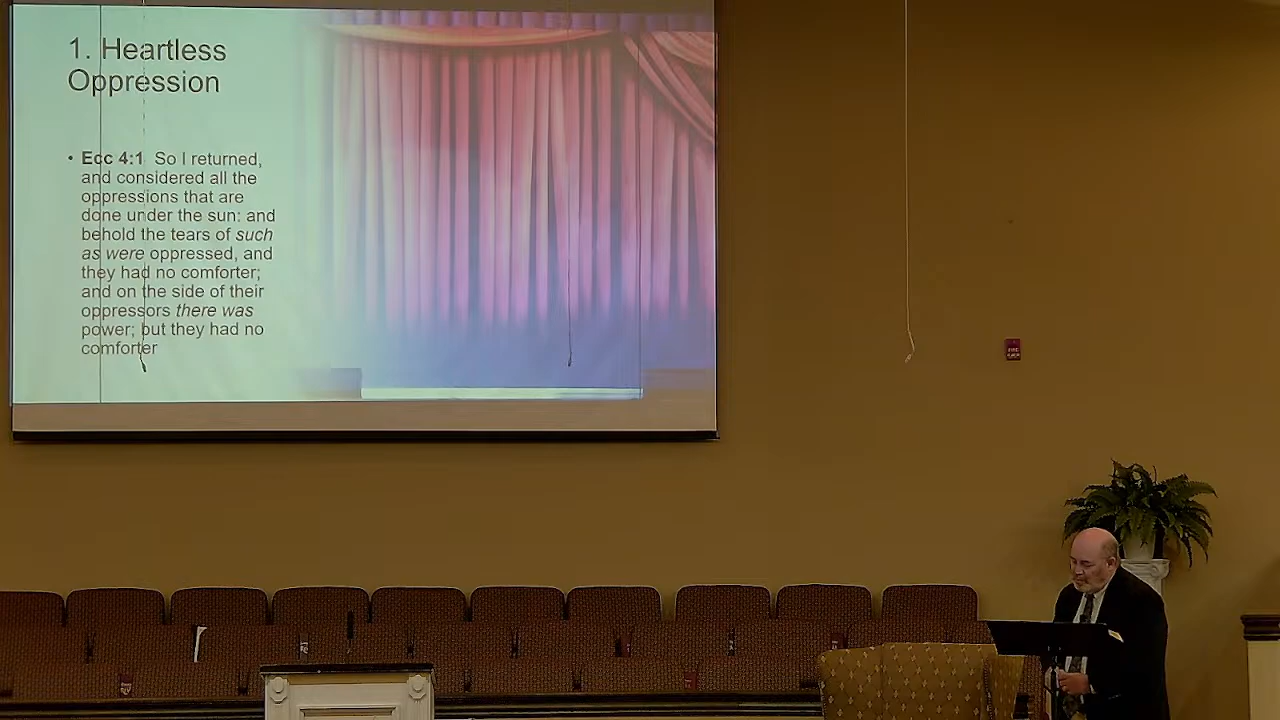 1. Heartless
Oppression
• Ecc 4:1 So I returned,
and considered all the
oppressions that are
done under the sun: and
behold the tears of such
as were oppressed, and
they had no comforter;
and on the side of their
oppressors there was
power; but they had no
comforter
FIRE